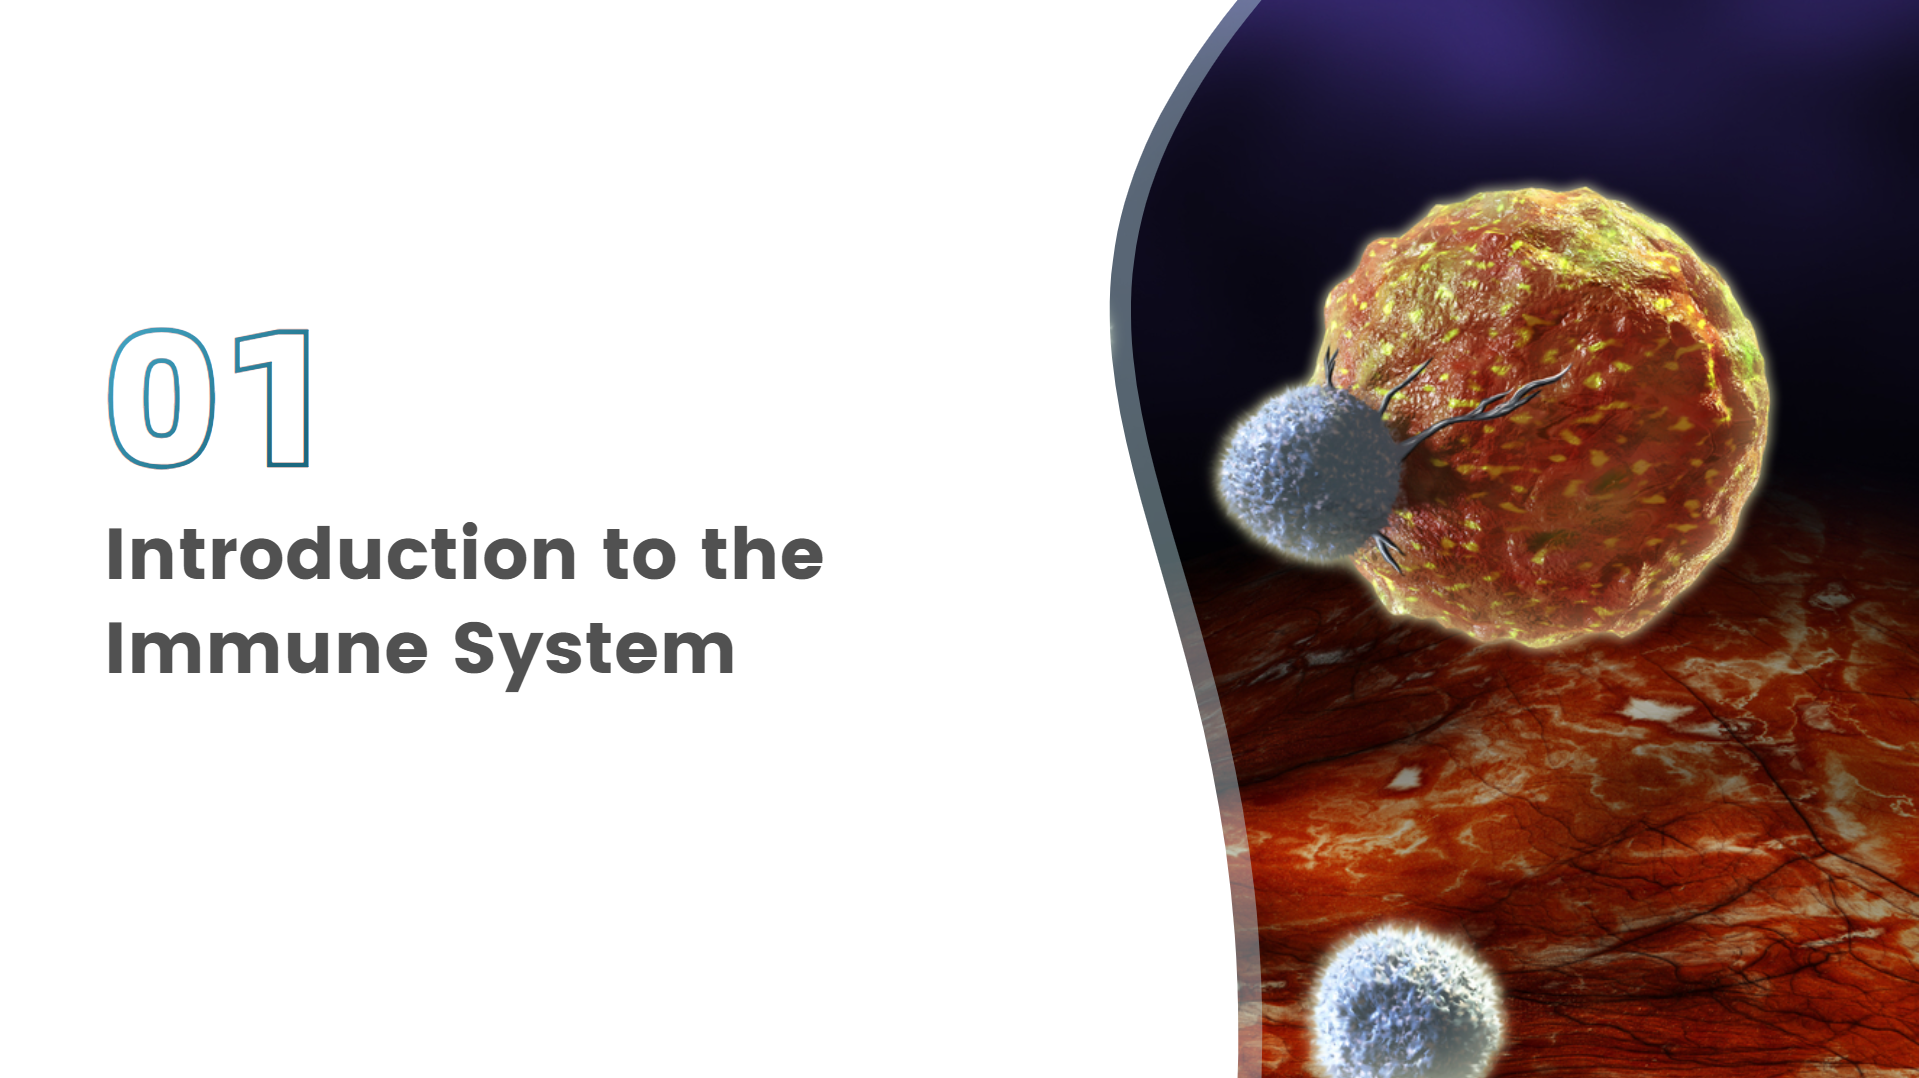 01
Introduction to the
Immune System